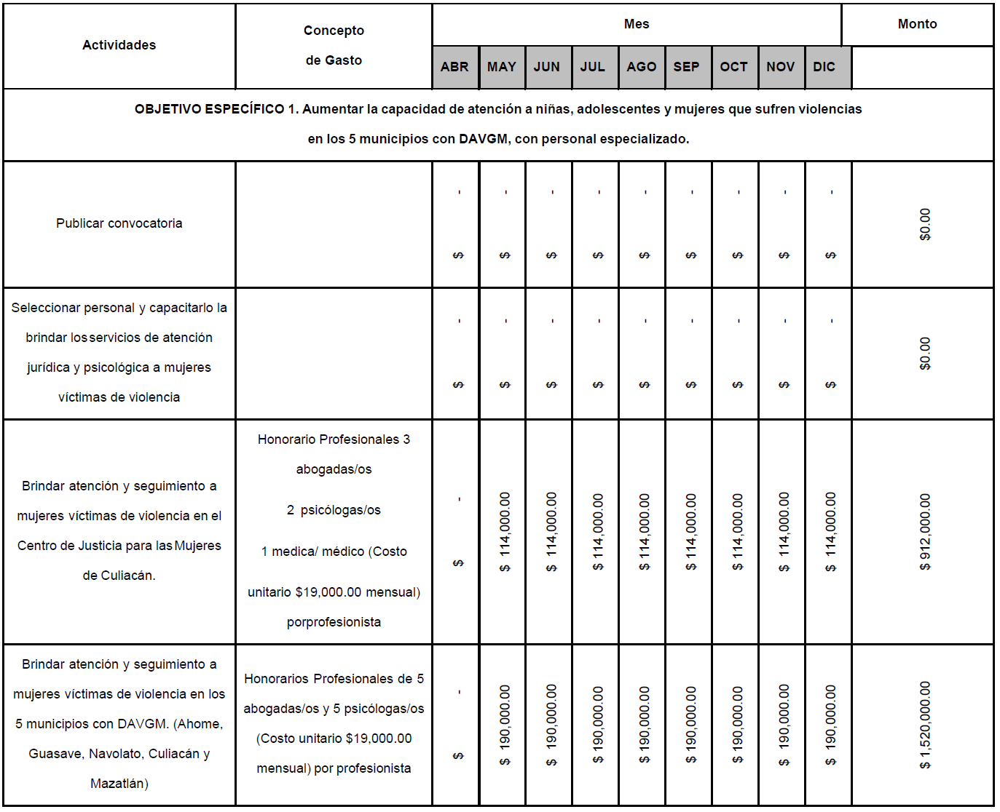 Actividades
Concepto
de Gasto
Mes
Monto
ABR MAY JUN JUL AGO SEP OCT NOV DIC
OBJETIVO ESPECÍFICO 1. Aumentar la capacidad de atención a niñas, adolescentes y mujeres que sufren violencias
en los 5 municipios con DAVGM, con personal especializado.
Publicar convocatoria
$ -
$ -
$ -
$ -
$ -
$ -
$ -
$ -
$ -
$0.00
Seleccionar personal y capacitarlo la
brindar los servicios de atención
jurídica y psicológica a mujeres
víctimas de violencia
$ -
$ -
$ -
$ -
$ -
$ -
$ -
$ -
$ -
$0.00
Brindar atención y seguimiento a
mujeres víctimas de violencia en el
Centro de Justicia para las Mujeres
de Culiacán.
Honorario Profesionales 3
abogadas/os
2 psicólogas/os
1 medica/ médico (Costo
unitario $19,000.00 mensual)
porprofesionista
$ -
$ 114,000.00
$ 114,000.00
$ 114,000.00
$ 114,000.00
$ 114,000.00
$ 114,000.00
$ 114,000.00
$ 114,000.00
$ 912,000.00
Brindar atención y seguimiento a
mujeres víctimas de violencia en los
5 municipios con DAVGM. (Ahome,
Guasave, Navolato, Culiacán y
Mazatlán)
Honorarios Profesionales de 5
abogadas/os y 5 psicólogas/os
(Costo unitario $19,000.00
mensual) por profesionista
$ -
$ 190,000.00
$ 190,000.00
$ 190,000.00
$ 190,000.00
$ 190,000.00
$ 190,000.00
$ 190,000.00
$ 190,000.00
$ 1,520,000.00